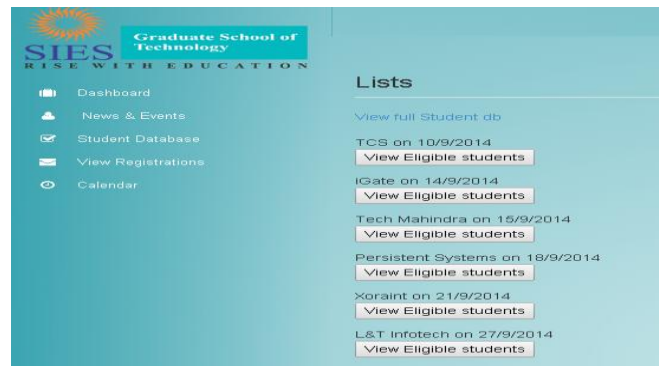 Graduate School of
Technology
SIES
RISE WITH EDUCATION
Dashboard
News & Events
Student Database
View Registrations
Calendar
Lists
View full Student db
TCS on 10/9/2014
View Eligible students
iGate on 14/9/2014
View Eligible students
Tech Mahindra on 15/9/2014
View Eligible students
Persistent Systems on 18/9/2014
View Eligible students
Xoraint on 21/9/2014
View Eligible students
L&T Infotech on 27/9/2014
View Eligible students